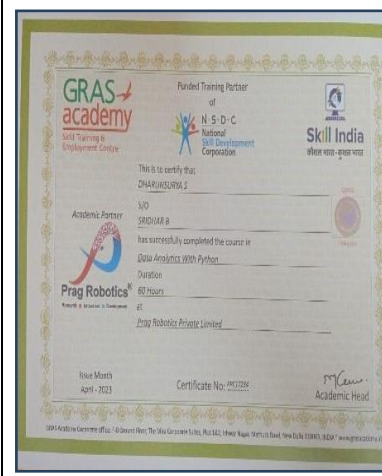 GRAS
academy
Skill Training &
Employment Centre
Funded Training Partner
of
N·S·D·C
National
Skill Development
Corporation
Skill India
कौशल भारत - कुशल भारत
This is to certify that
DHARUNSURYA S
S/O
SRIDHAR B
has successfully completed the course in
Data Analytics With Python
Duration
60 Hours
at
Prag Robotics Private Limited
Academic Partner
Prag Robotics
Research & Innovation & Development
Issue Month
April - 2023
Certificate No:
Academic Head